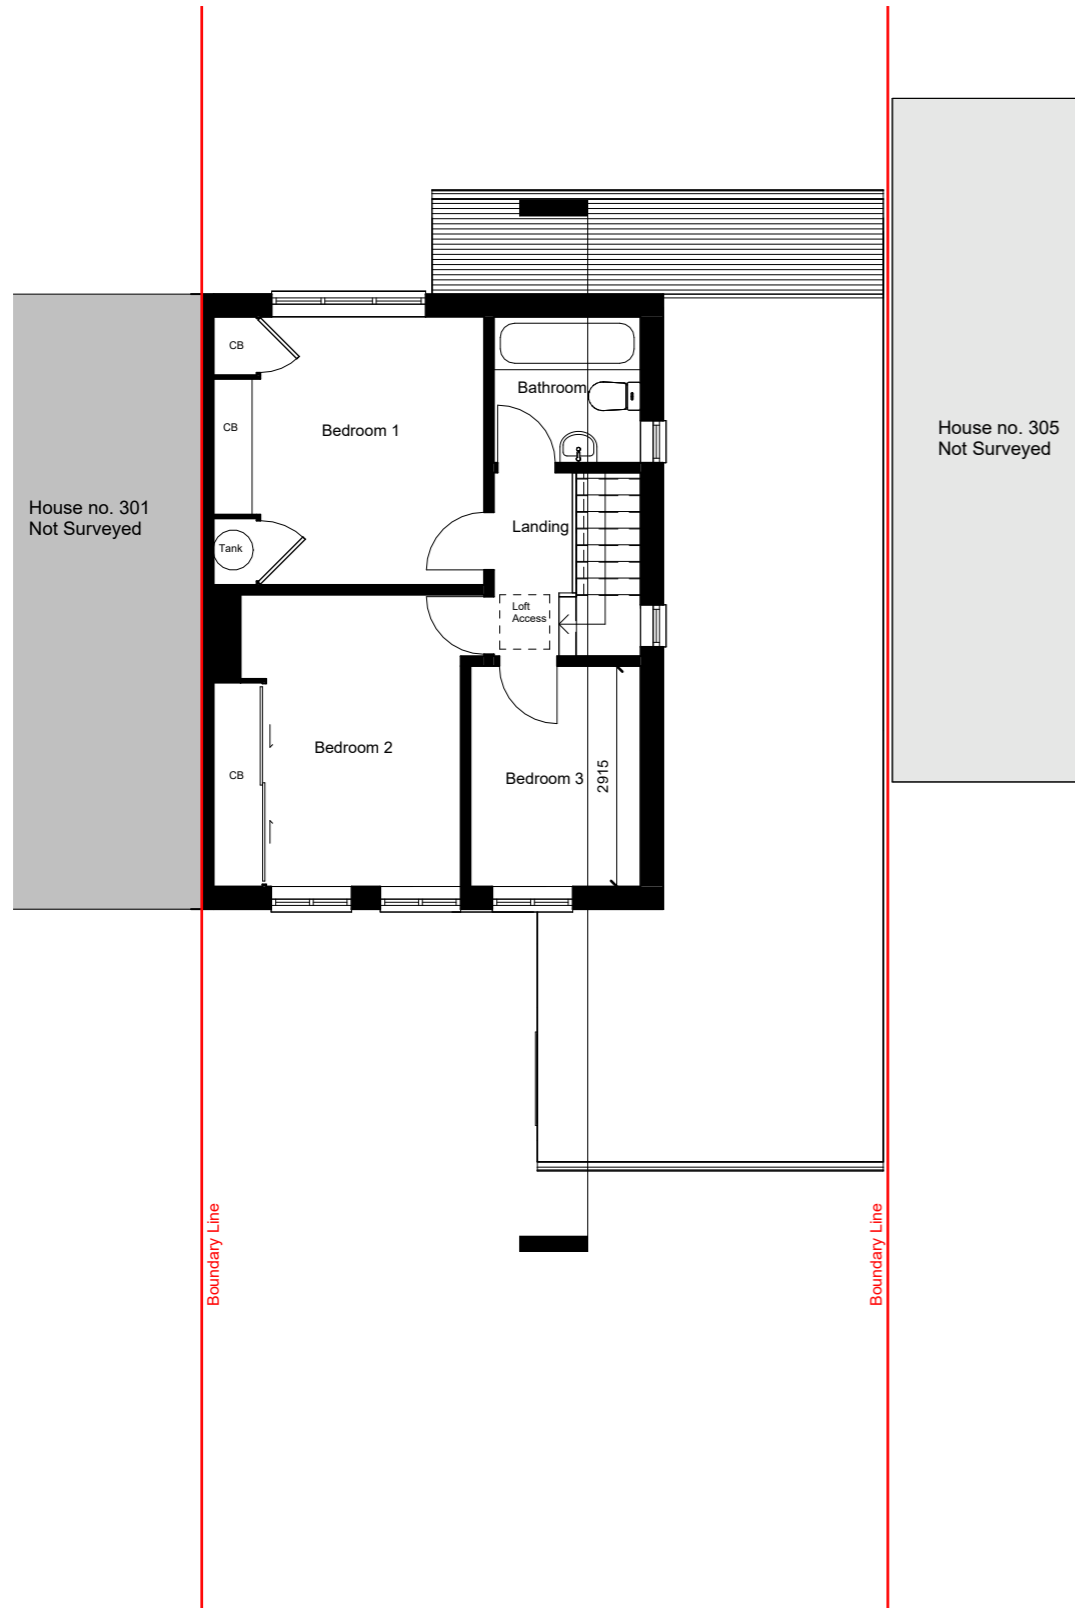 CB
Bathroom
CB
Bedroom 1
House no. 305
Not Surveyed
House no. 301
Not Surveyed
Landing
Tank
Loft
Access
Bedroom 2
CB
Bedroom 3
2915
Boundary Line
Boundary Line